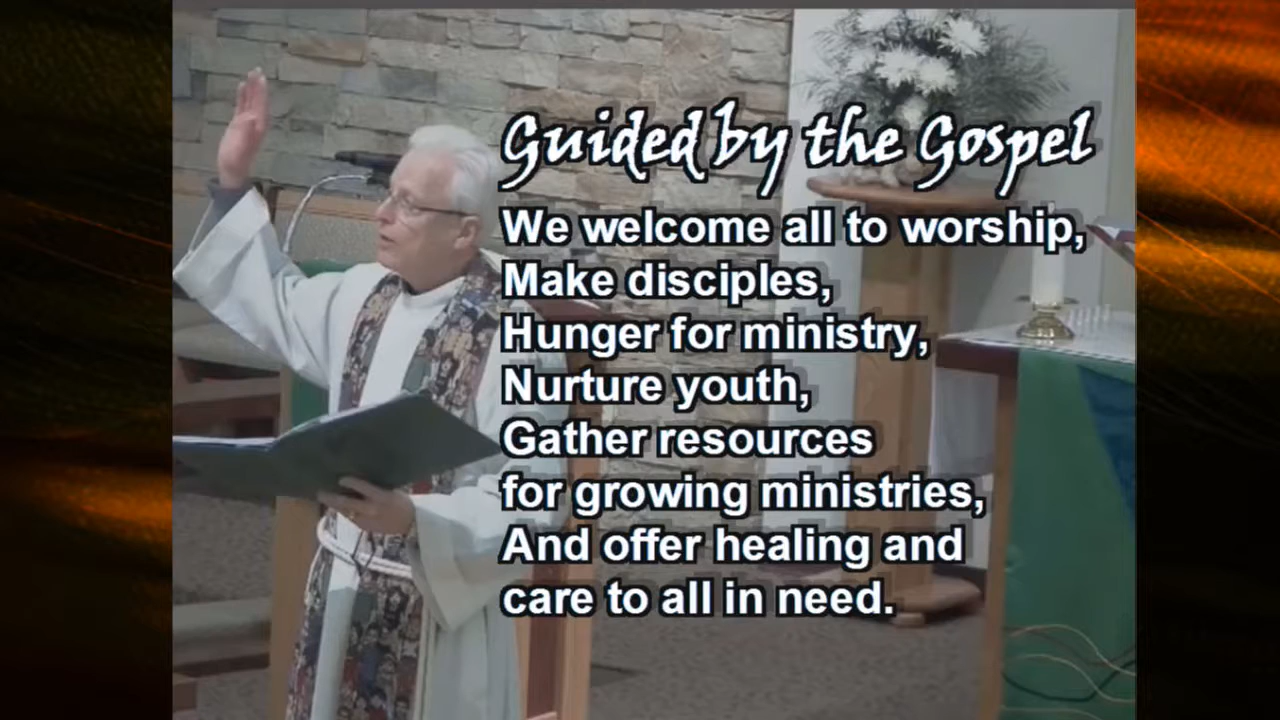 Guided by the Gospel
We welcome all to worship,
Make disciples,
Hunger for ministry,
Nurture youth,
Gather resources
for growing ministries,
And offer healing and
care to all in need.